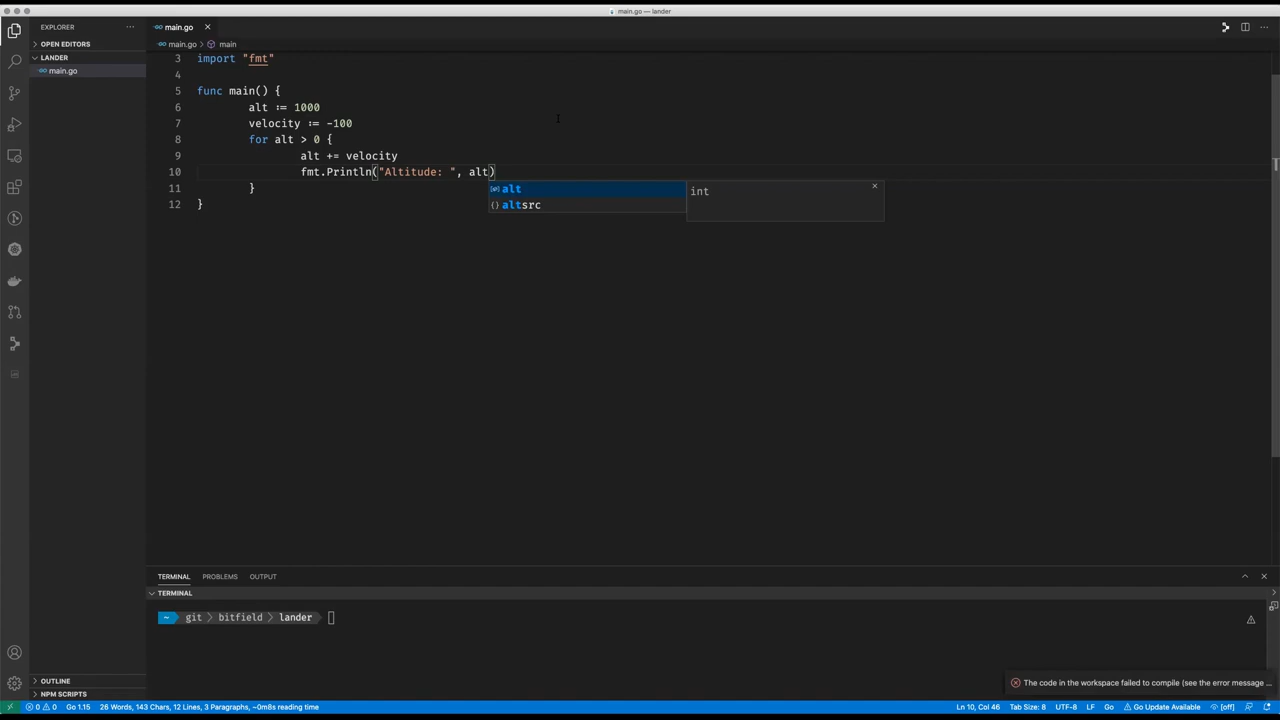 main.go — lander
EXPLORER
main.go
OPEN EDITORS
main.go
main
LANDER
main.go
3 import "fmt"
4
5 func main() {
6 alt := 1000
7 velocity := -100
8 for alt > 0 {
9 alt += velocity
10 fmt.Println("Altitude: ", alt)
11 }
12 }
alt
int
altsrc
TERMINAL PROBLEMS OUTPUT
TERMINAL
~ git bitfield lander
The code in the workspace failed to compile (see the error message ...
OUTLINE
NPM SCRIPTS
0 0 Go 1.15 26 Words, 143 Chars, 12 Lines, 3 Paragraphs, ~0m8s reading time Ln 10, Col 46 Tab Size: 8 UTF-8 LF Go Go Update Available [off]